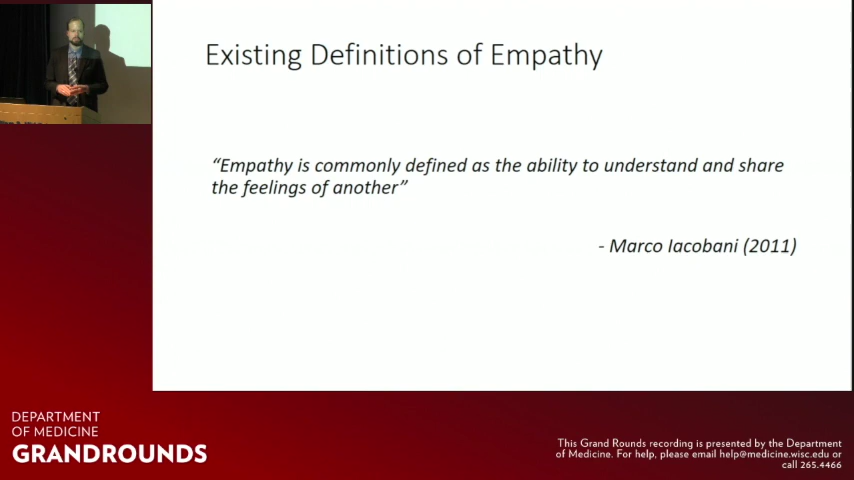 Existing Definitions of Empathy
“Empathy is commonly defined as the ability to understand and share
the feelings of another”
- Marco Iacobani (2011)
DEPARTMENT
OF MEDICINE
GRANDROUNDS
This Grand Rounds recording is presented by the Department
of Medicine. For help, please email help@medicine.wisc.edu or
call 265.4466